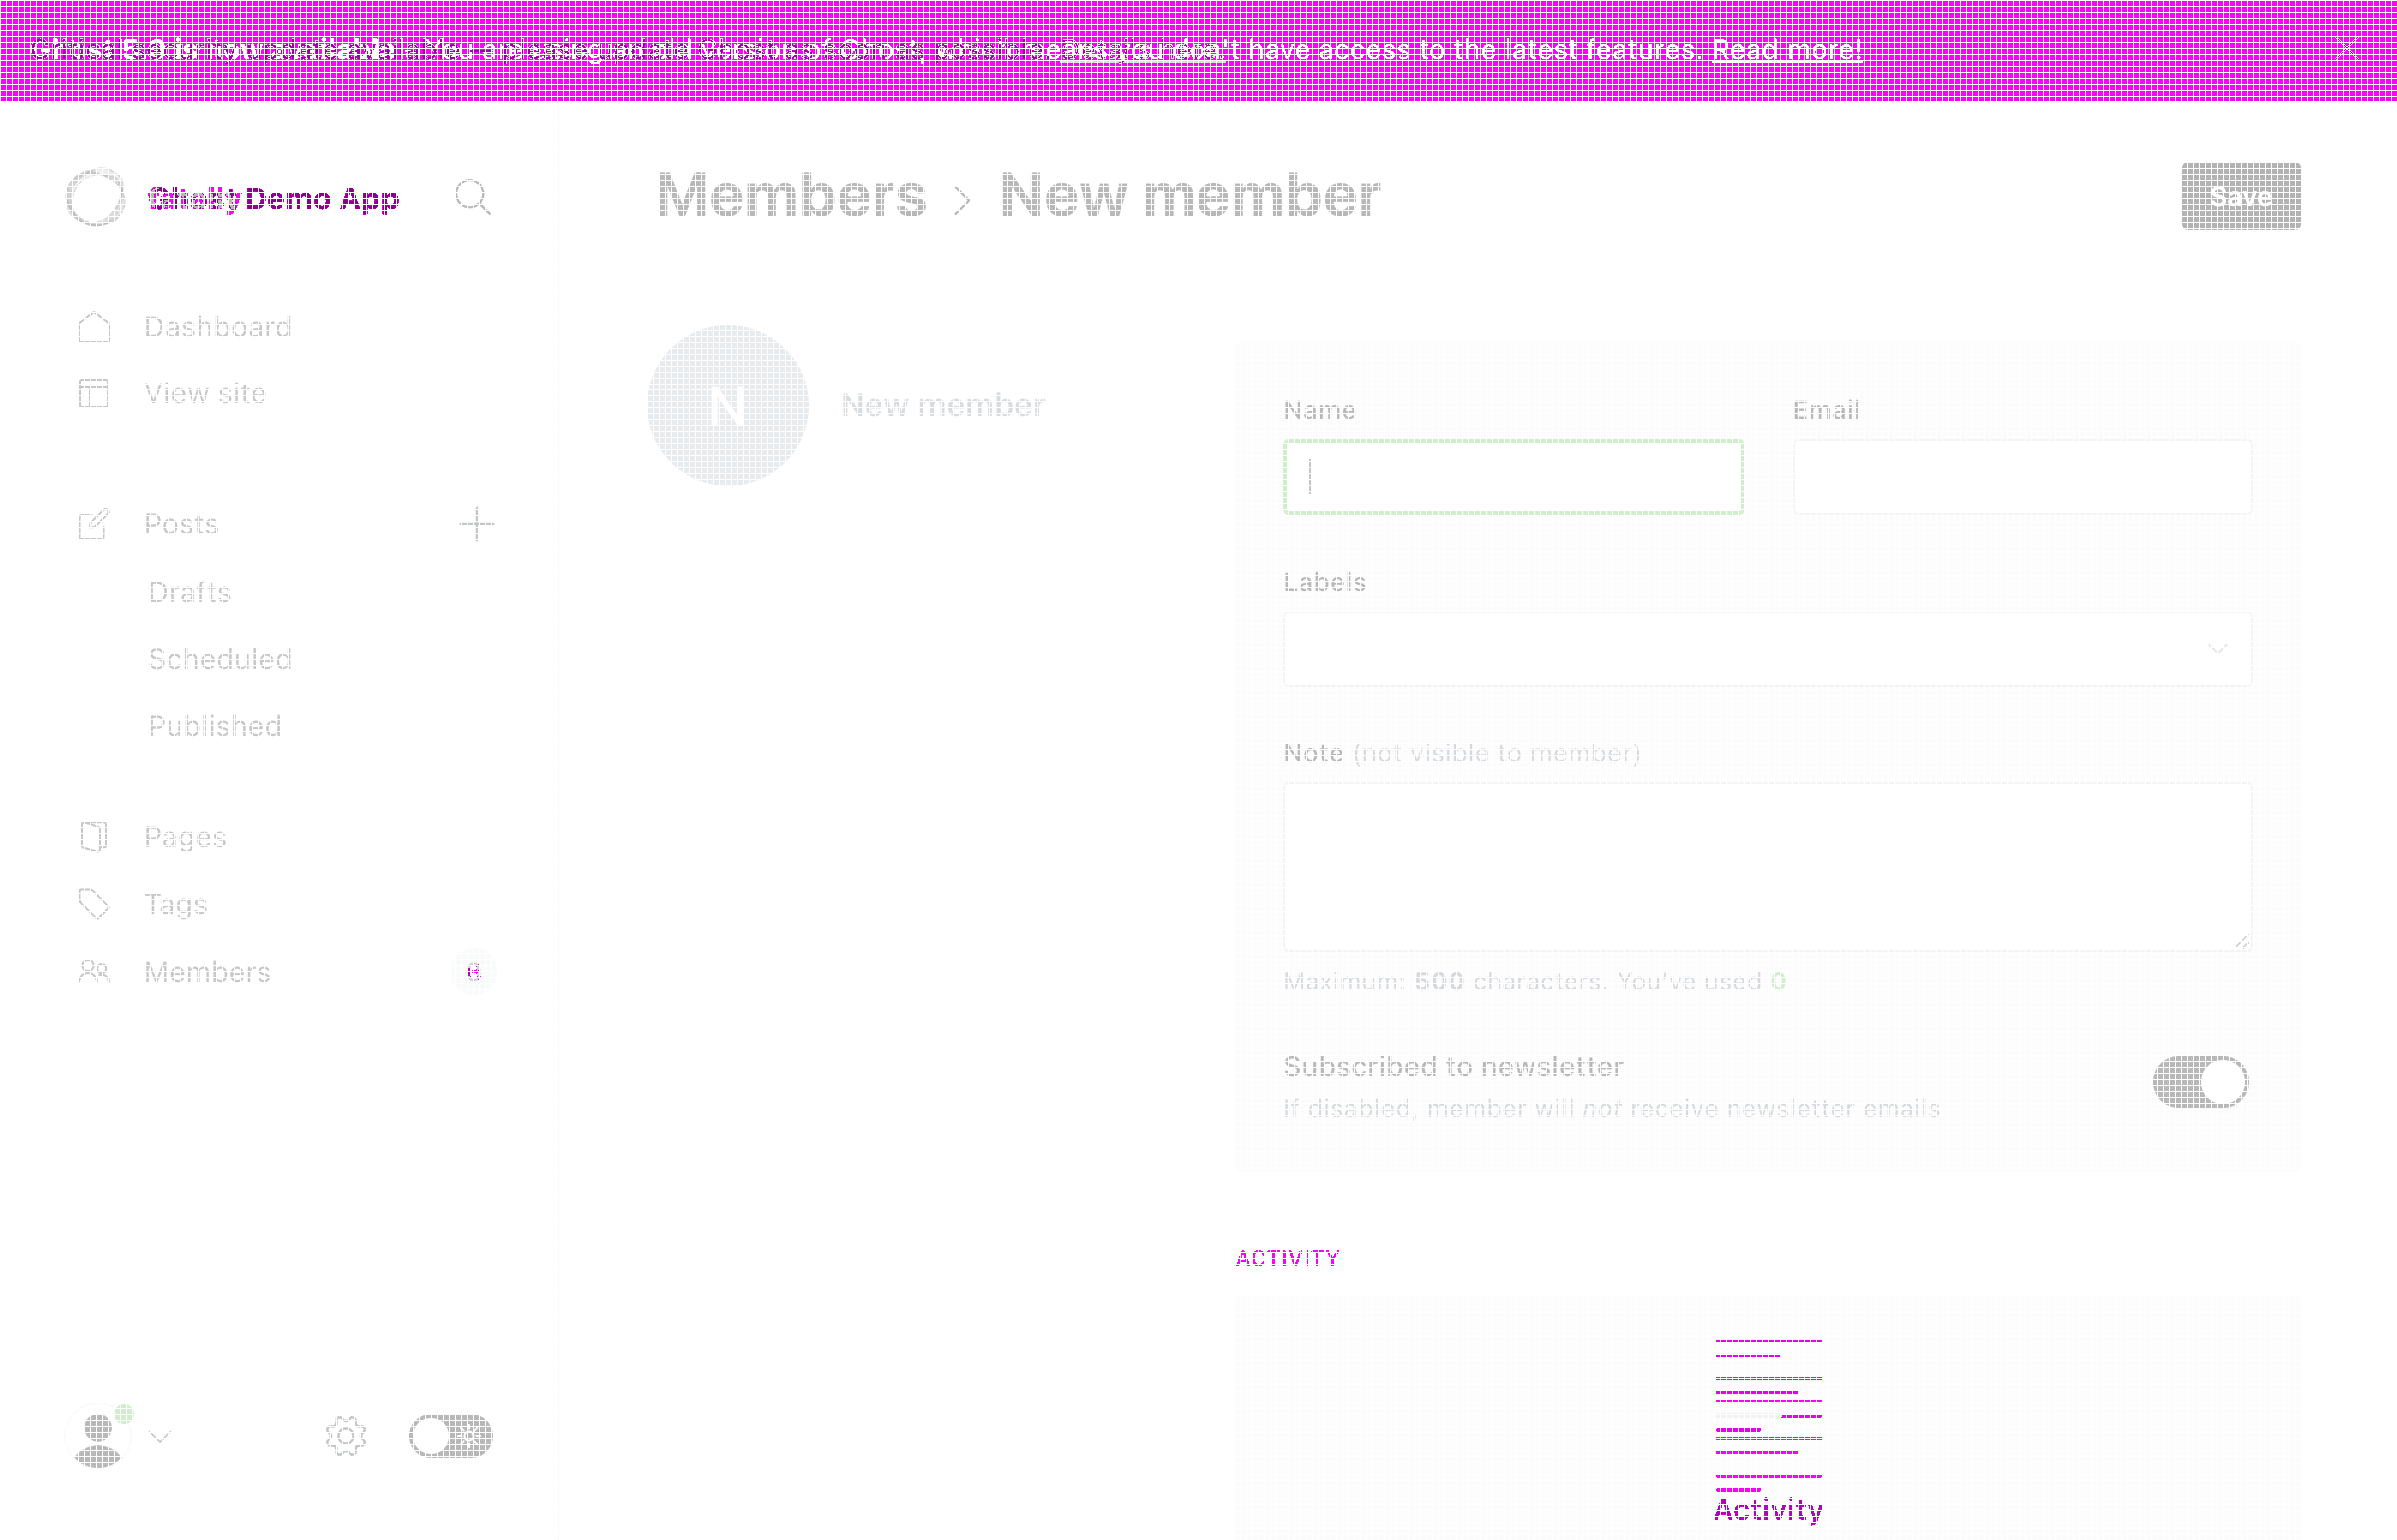 't have access to the latest features. Read more!
Demo App
Members > New member
Save
Dashboard
View site
N
New member
Name
Email
Posts
Labels
Drafts
Scheduled
Published
Note (not visible to member)
Pages
Tags
Members
Maximum: 500 characters. You've used 0
Subscribed to newsletter
If disabled, member will not receive newsletter emails
ACTIVITY
Activity